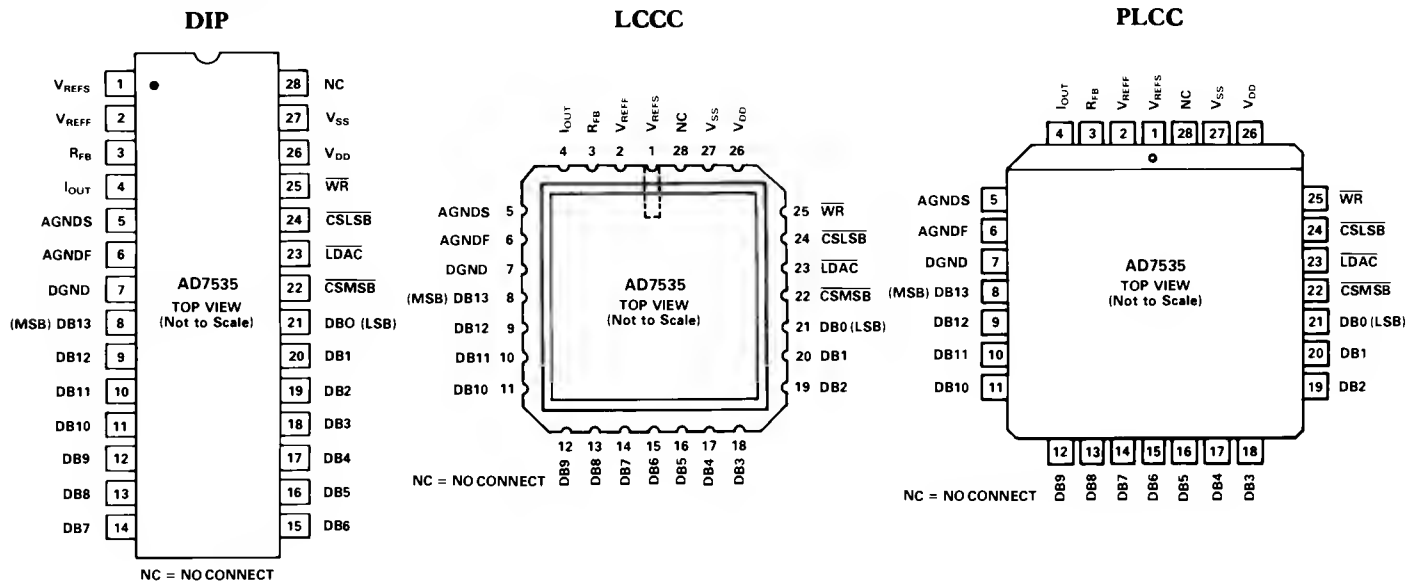 DIP
VREFS 1
VREFF 2
RFB 3
IOUT 4
AGNDS 5
AGNDF 6
DGND 7
(MSB) DB13 8
DB12 9
DB11 10
DB10 11
DB9 12
DB8 13
DB7 14
AD7535
TOP VIEW
(Not to Scale)
28 NC
27 VSS
26 VDD
25 WR
24 CSLSB
23 LDAC
22 CSMSB
21 DBO (LSB)
20 DB1
19 DB2
18 DB3
17 DB4
16 DB5
15 DB6
NC = NO CONNECT
LCCC
IOUT RFB VREFF VREFS NC VSS VDD
4 3 2 1 28 27 26
AGNDS 5
AGNDF 6
DGND 7
(MSB) DB13 8
DB12 9
DB11 10
DB10 11
AD7535
TOP VIEW
(Not to Scale)
25 WR
24 CSLSB
23 LDAC
22 CSMSB
21 DB0 (LSB)
20 DB1
19 DB2
12 13 14 15 16 17 18
DB9 DB8 DB7 DB6 DB5 DB4 DB3
NC = NO CONNECT
PLCC
IOUT RFB VREFF VREFS NC VSS VDD
4 3 2 1 28 27 26
AGNDS 5
AGNDF 6
DGND 7
(MSB) DB13 8
DB12 9
DB11 10
DB10 11
AD7535
TOP VIEW
(Not to Scale)
25 WR
24 CSLSB
23 LDAC
22 CSMSB
21 DB0 (LSB)
20 DB1
19 DB2
12 13 14 15 16 17 18
DB9 DB8 DB7 DB6 DB5 DB4 DB3
NC = NO CONNECT